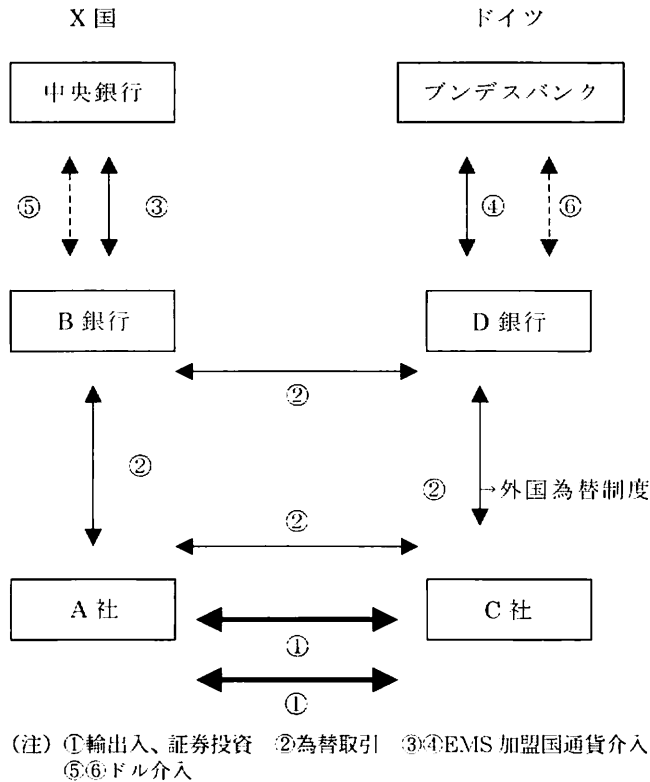 X国 ドイツ
中央銀行 ブンデスバンク
⑤ ③ ④ ⑥
B銀行 D銀行
②
② ② →外国為替制度
②
A社 C社
①
①
(注) ①輸出入、証券投資 ②為替取引 ③④EMS加盟国通貨介入
⑤⑥ドル介入